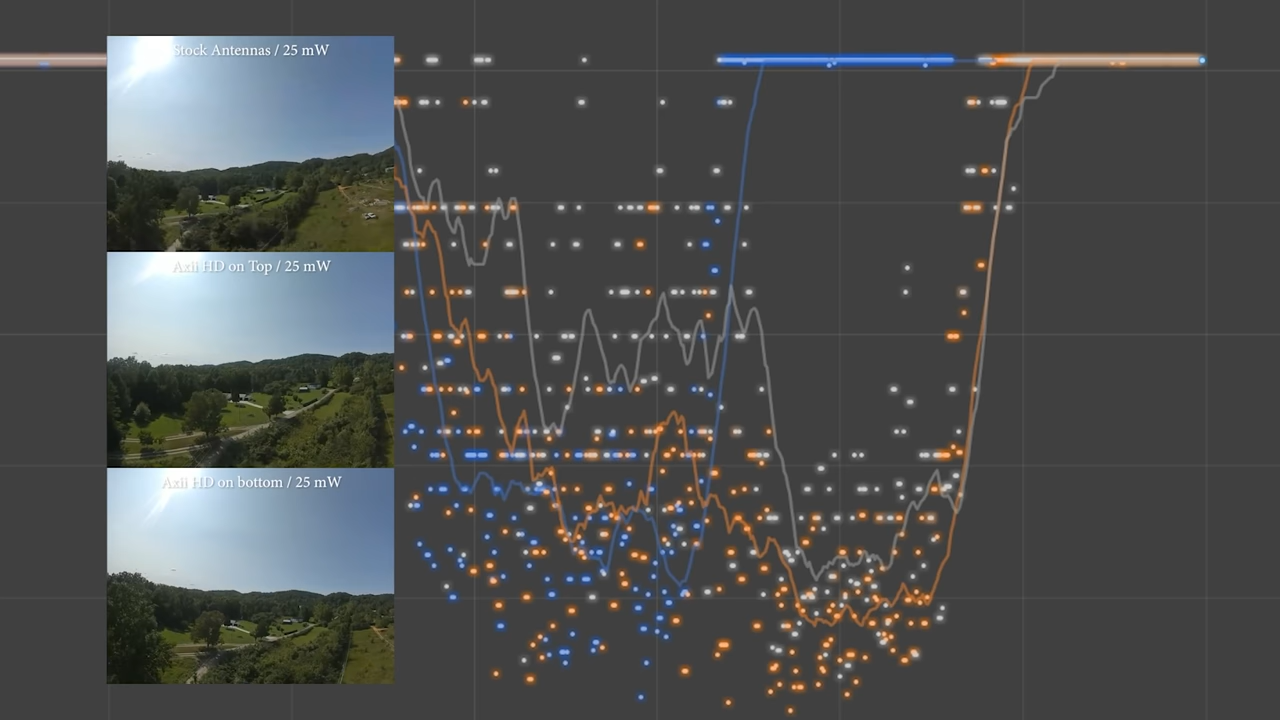 Stock Antennas / 25 mW
Axii HD on Top / 25 mW
Axii HD on bottom / 25 mW